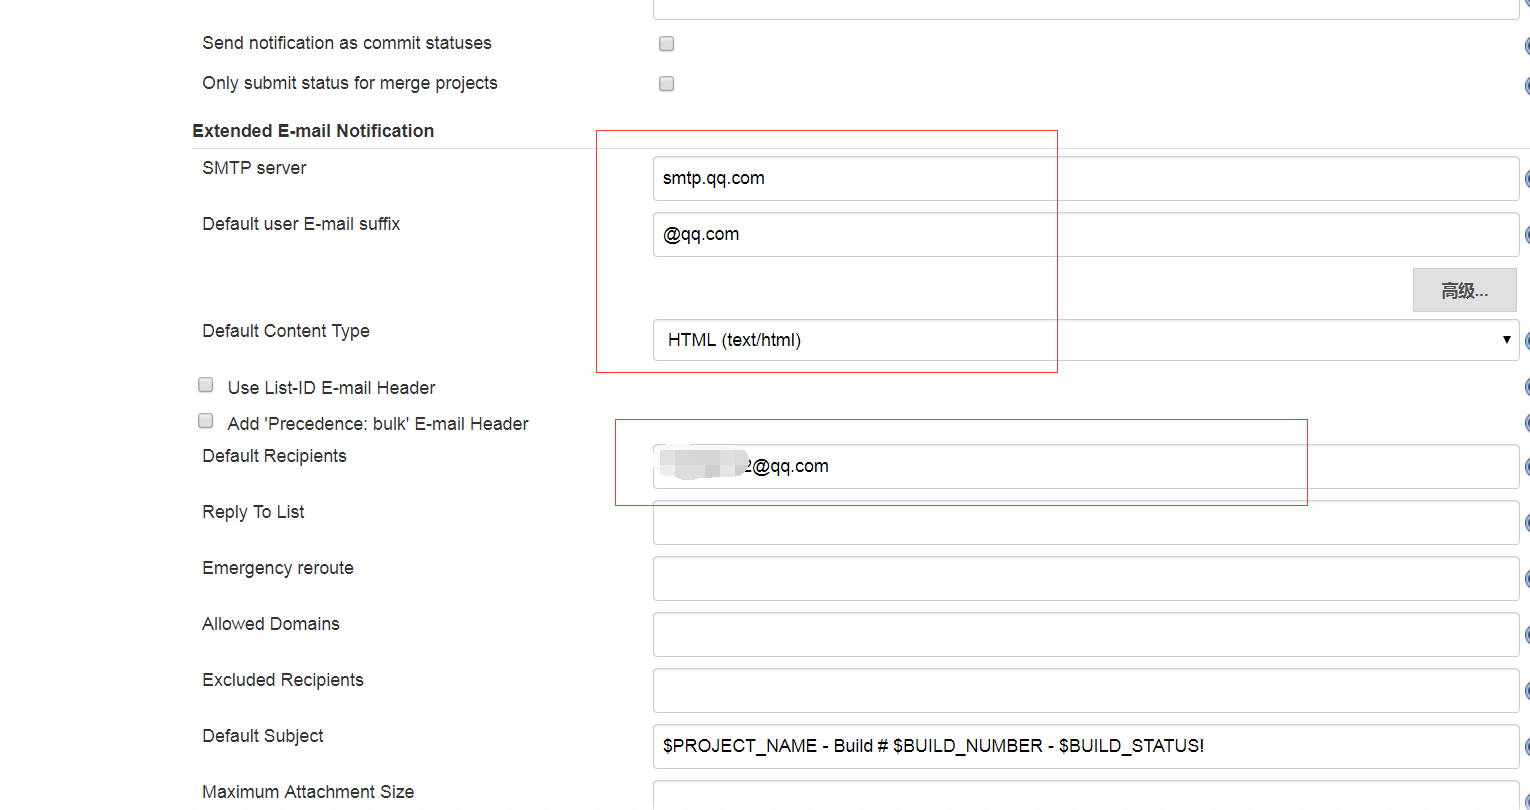 Send notification as commit statuses
Only submit status for merge projects
Extended E-mail Notification
SMTP server
smtp.qq.com
Default user E-mail suffix
@qq.com
高级...
Default Content Type
HTML (text/html)
Use List-ID E-mail Header
Add 'Precedence: bulk' E-mail Header
Default Recipients
2@qq.com
Reply To List
Emergency reroute
Allowed Domains
Excluded Recipients
Default Subject
$PROJECT_NAME - Build # $BUILD_NUMBER - $BUILD_STATUS!
Maximum Attachment Size